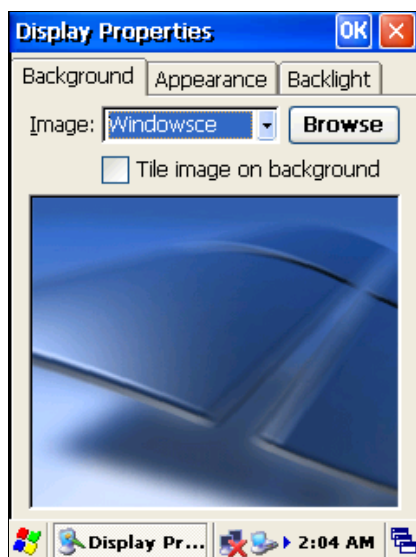 Display Properties OK
Background Appearance Backlight
Image: Windowsce Browse
Tile image on background
Display Pr... 2:04 AM